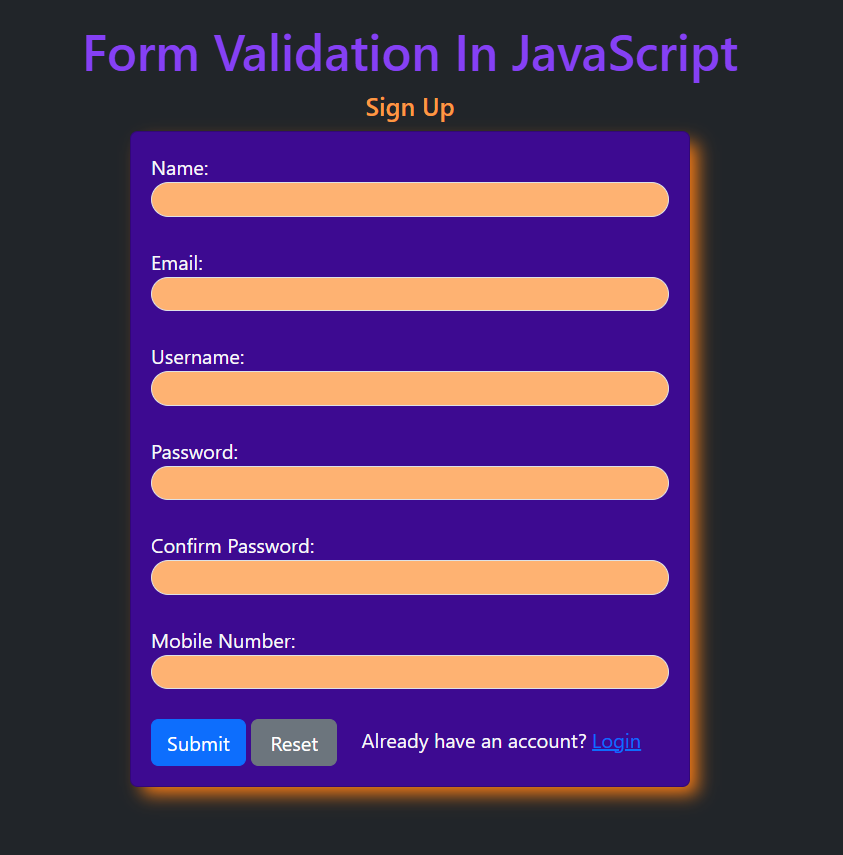 Form Validation In JavaScript
Sign Up
Name:
Email:
Username:
Password:
Confirm Password:
Mobile Number:
Submit Reset Already have an account? Login